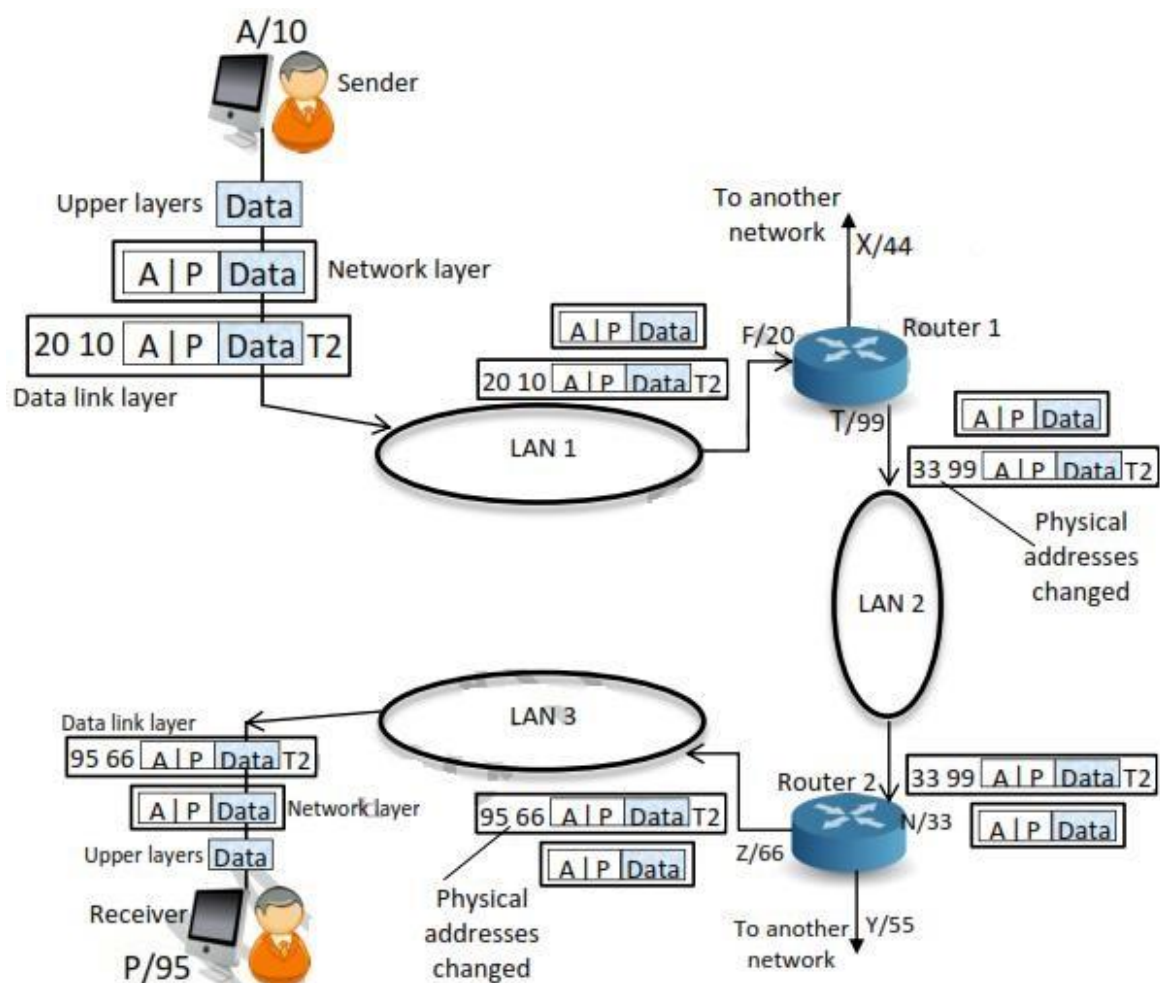 A/10
Sender
Upper layers
Data
A | P Data
Network layer
20 10 A | P Data T2
Data link layer
To another
network
X/44
A | P Data
20 10 A | P Data T2
F/20
Router 1
LAN 1
T/99
A | P Data
33 99 A | P Data T2
Physical
addresses
changed
LAN 2
LAN 3
Data link layer
95 66 A | P Data T2
A | P Data
Network layer
Upper layers
Data
Receiver
P/95
95 66 A | P Data T2
A | P Data
Physical
addresses
changed
Router 2
Z/66
N/33
33 99 A | P Data T2
A | P Data
To another
network
Y/55